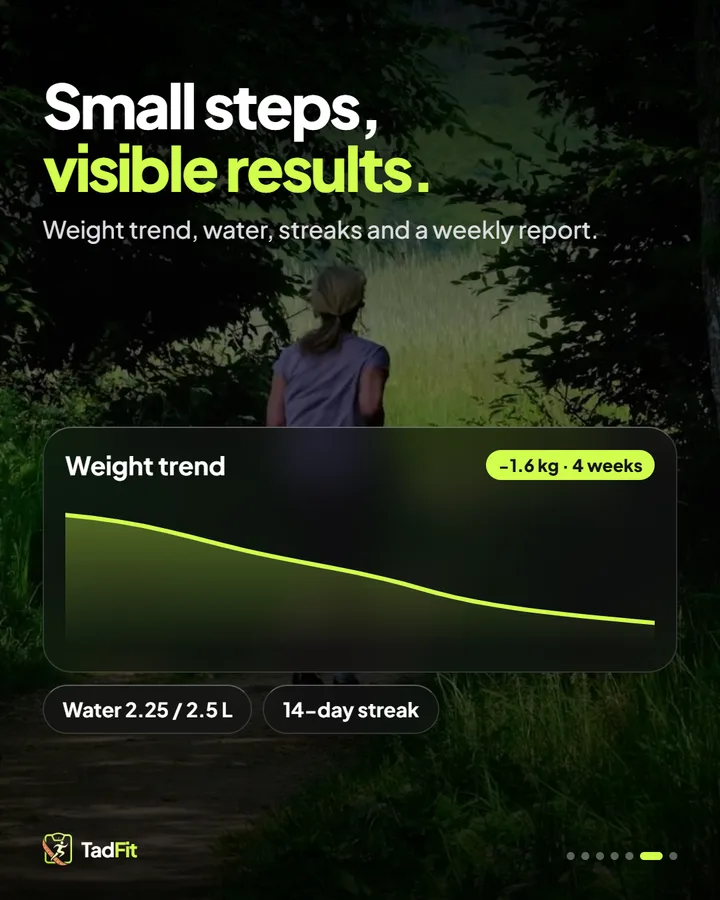 Small steps,
visible results.
Weight trend, water, streaks and a weekly report.
Weight trend
−1.6 kg · 4 weeks
Water 2.25 / 2.5 L
14-day streak
TadFit